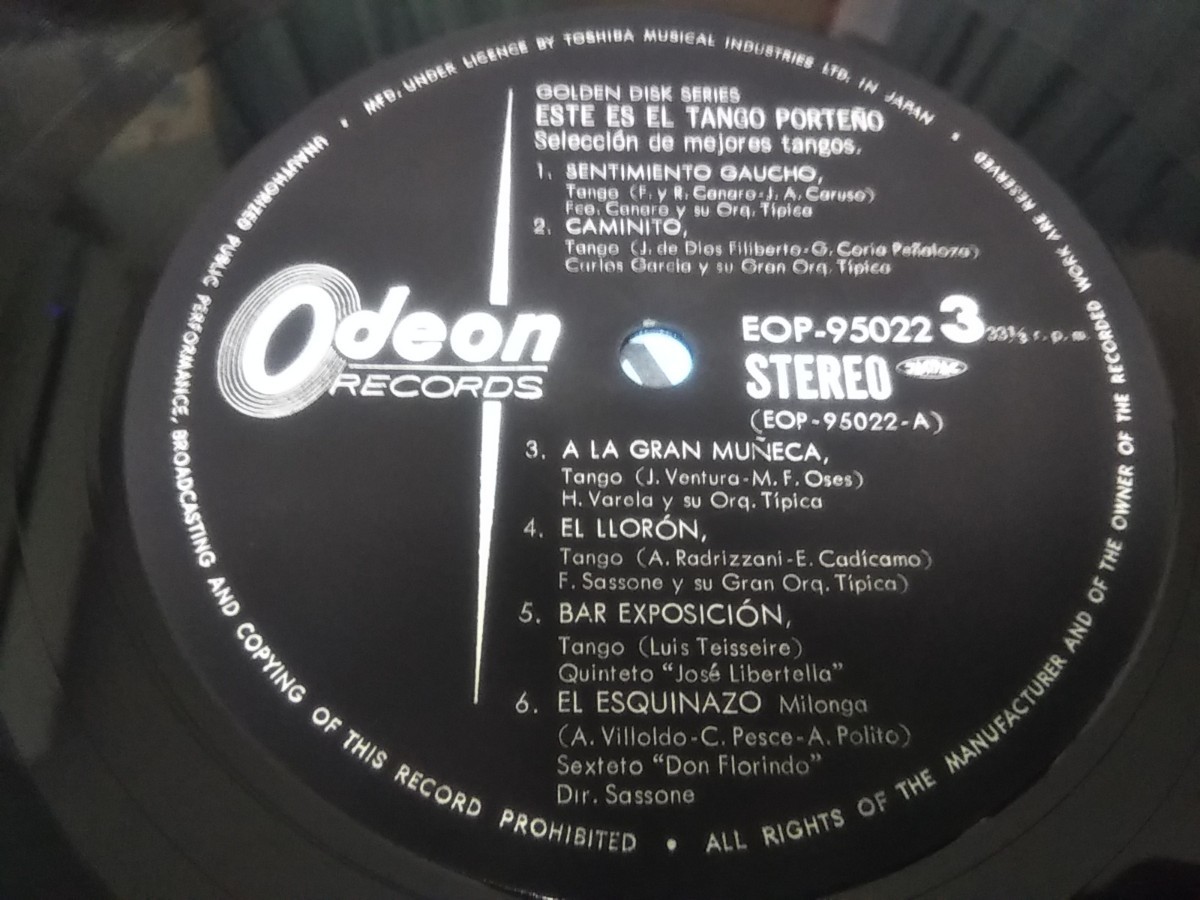 MFD. UNDER LICENCE BY TOSHIBA MUSICAL INDUSTRIES LTD. IN JAPAN •
GOLDEN DISK SERIES
ESTE ES EL TANGO PORTEÑO
Selección de mejores tangos.
1. SENTIMIENTO GAUCHO,
Tango (F. y R. Canaro-J. A. Caruso)
Fco. Canaro y su Orq. Típica
2. CAMINITO,
Tango (J. de Dios Filiberto-G. Coria Peñaloza)
Carlos García y su Gran Orq. Típica
Odeon
RECORDS
EOP-95022 3 33⅓ r.p.m.
STEREO
(EOP-95022-A)
3. A LA GRAN MUÑECA,
Tango (J. Ventura-M. F. Oses)
H. Varela y su Orq. Típica
4. EL LLORÓN,
Tango (A. Radrizzani-E. Cadícamo)
F. Sassone y su Gran Orq. Típica)
5. BAR EXPOSICIÓN,
Tango (Luis Teisseire)
Quinteto "José Libertella"
6. EL ESQUINAZO Milonga
(A. Villoldo-C. Pesce-A. Polito)
Sexteto "Don Florindo"
Dir. Sassone
UNAUTHORIZED PUBLIC PERFORMANCE, BROADCASTING AND COPYING OF THIS RECORD PROHIBITED • ALL RIGHTS OF THE MANUFACTURER AND OF THE OWNER OF THE RECORDED WORK ARE RESERVED